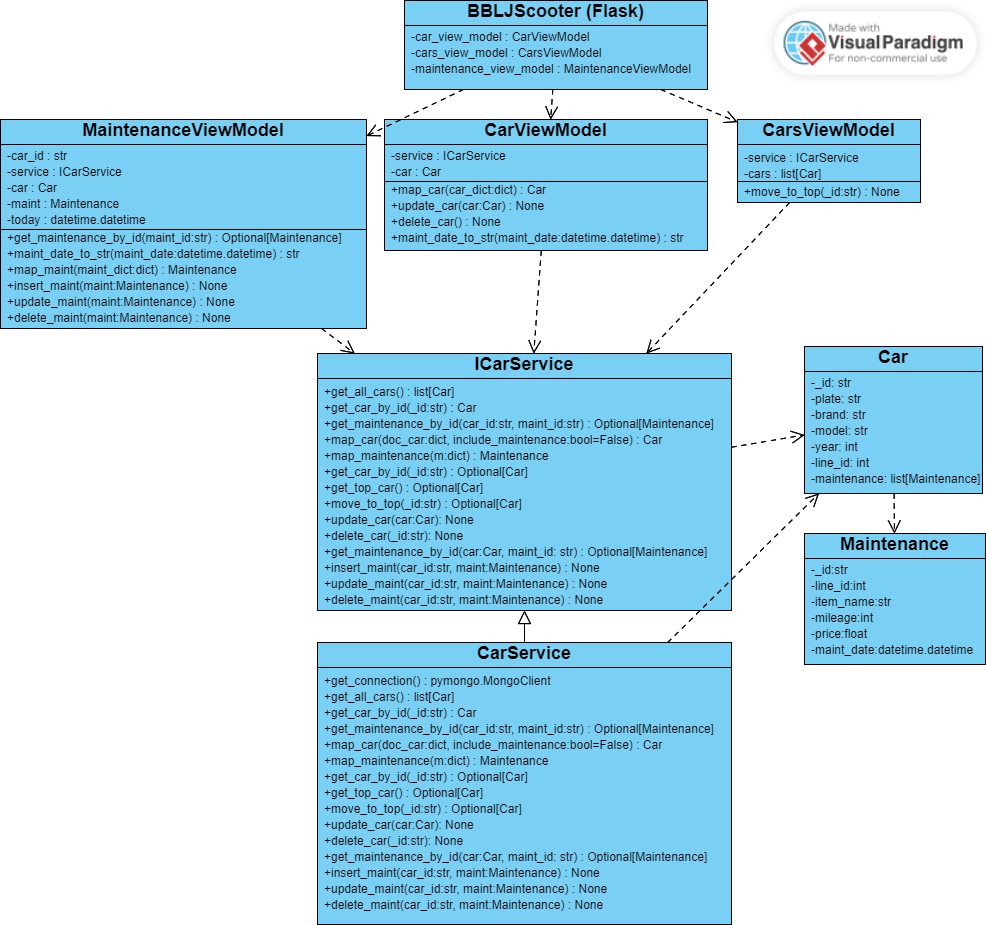 BBLJScooter (Flask)
-car_view_model : CarViewModel
-cars_view_model : CarsViewModel
-maintenance_view_model : MaintenanceViewModel
Made with
VisualParadigm
For non-commercial use
MaintenanceViewModel
-car_id : str
-service : ICarService
-car : Car
-maint : Maintenance
-today : datetime.datetime
+get_maintenance_by_id(maint_id:str) : Optional[Maintenance]
+maint_date_to_str(maint_date:datetime.datetime) : str
+map_maint(maint_dict:dict) : Maintenance
+insert_maint(maint:Maintenance) : None
+update_maint(maint:Maintenance) : None
+delete_maint(maint:Maintenance) : None
CarViewModel
-service : ICarService
-car : Car
+map_car(car_dict:dict) : Car
+update_car(car:Car) : None
+delete_car() : None
+maint_date_to_str(maint_date:datetime.datetime) : str
CarsViewModel
-service : ICarService
-cars : list[Car]
+move_to_top(_id:str) : None
ICarService
+get_all_cars() : list[Car]
+get_car_by_id(_id:str) : Car
+get_maintenance_by_id(car_id:str, maint_id:str) : Optional[Maintenance]
+map_car(doc_car:dict, include_maintenance:bool=False) : Car
+map_maintenance(m:dict) : Maintenance
+get_car_by_id(_id:str) : Optional[Car]
+get_top_car() : Optional[Car]
+move_to_top(_id:str) : Optional[Car]
+update_car(car:Car): None
+delete_car(_id:str): None
+get_maintenance_by_id(car:Car, maint_id: str) : Optional[Maintenance]
+insert_maint(car_id:str, maint:Maintenance) : None
+update_maint(car_id:str, maint:Maintenance) : None
+delete_maint(car_id:str, maint:Maintenance) : None
Car
-_id: str
-plate: str
-brand: str
-model: str
-year: int
-line_id: int
-maintenance: list[Maintenance]
Maintenance
-_id:str
-line_id:int
-item_name:str
-mileage:int
-price:float
-maint_date:datetime.datetime
CarService
+get_connection() : pymongo.MongoClient
+get_all_cars() : list[Car]
+get_car_by_id(_id:str) : Car
+get_maintenance_by_id(car_id:str, maint_id:str) : Optional[Maintenance]
+map_car(doc_car:dict, include_maintenance:bool=False) : Car
+map_maintenance(m:dict) : Maintenance
+get_car_by_id(_id:str) : Optional[Car]
+get_top_car() : Optional[Car]
+move_to_top(_id:str) : Optional[Car]
+update_car(car:Car): None
+delete_car(_id:str): None
+get_maintenance_by_id(car:Car, maint_id: str) : Optional[Maintenance]
+insert_maint(car_id:str, maint:Maintenance) : None
+update_maint(car_id:str, maint:Maintenance) : None
+delete_maint(car_id:str, maint:Maintenance) : None